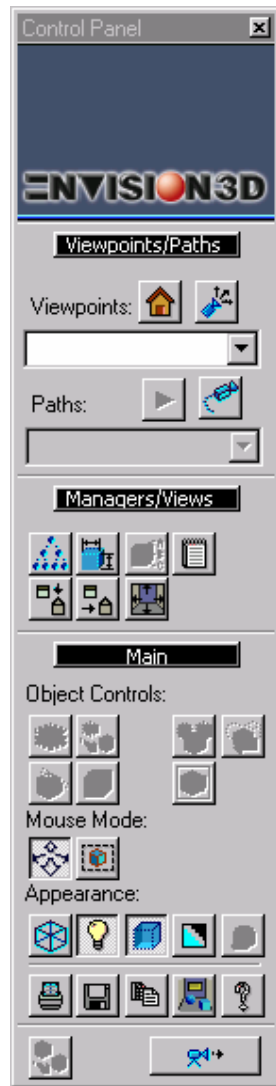 Control Panel
ENVISION3D
Viewpoints/Paths
Viewpoints:
Paths:
Managers/Views
Main
Object Controls:
Mouse Mode:
Appearance: